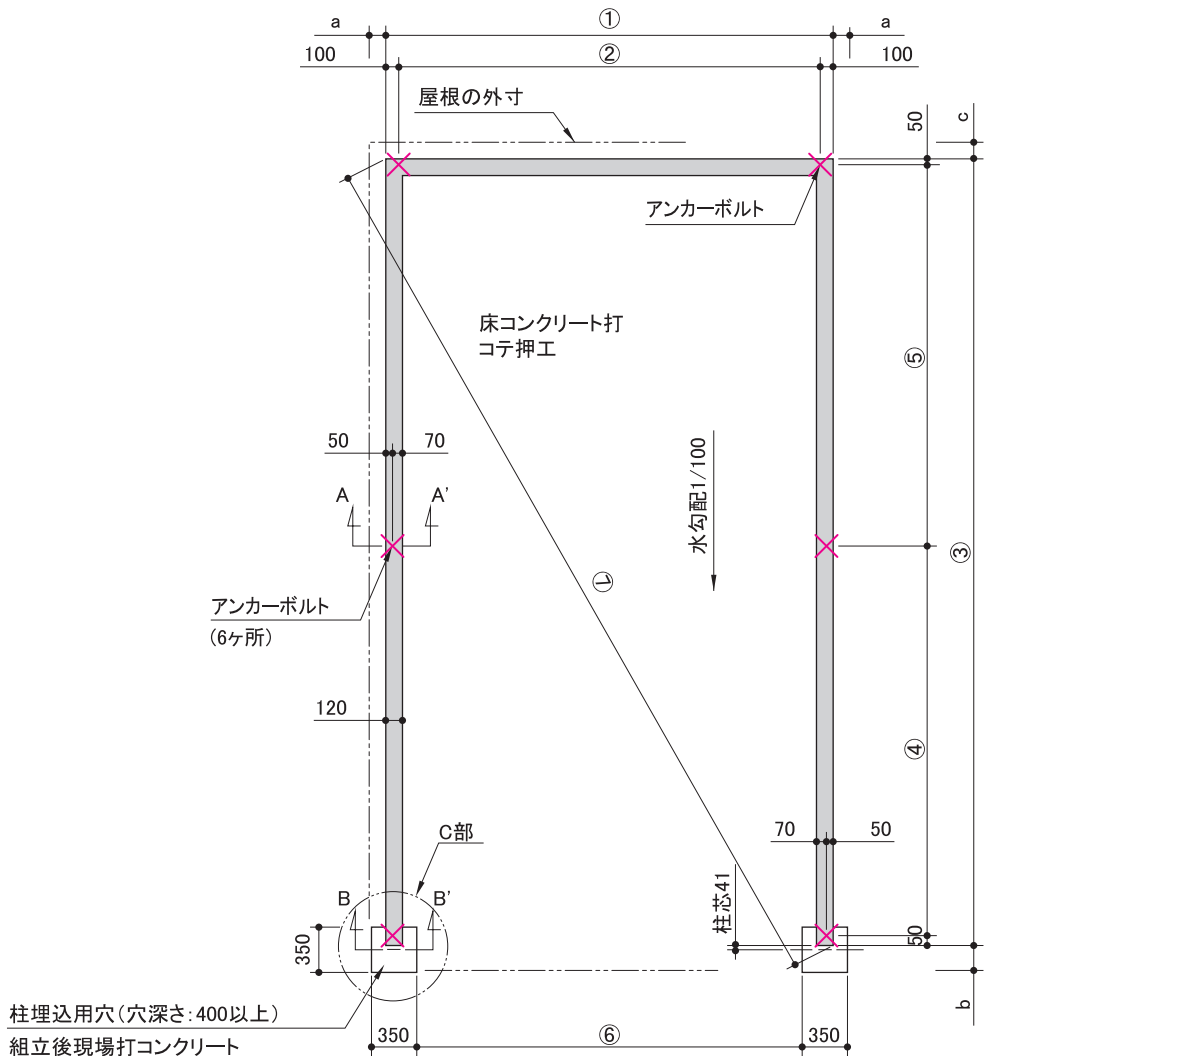 a
①
a
100
②
100
屋根の外寸
50
c
アンカーボルト
床コンクリート打
コテ押工
⑤
50
70
A
A'
水勾配1/100
③
⑦
アンカーボルト
(6ヶ所)
120
④
C部
70
50
柱芯41
B
B'
50
350
b
柱埋込用穴(穴深さ:400以上)
組立後現場打コンクリート
350
⑥
350